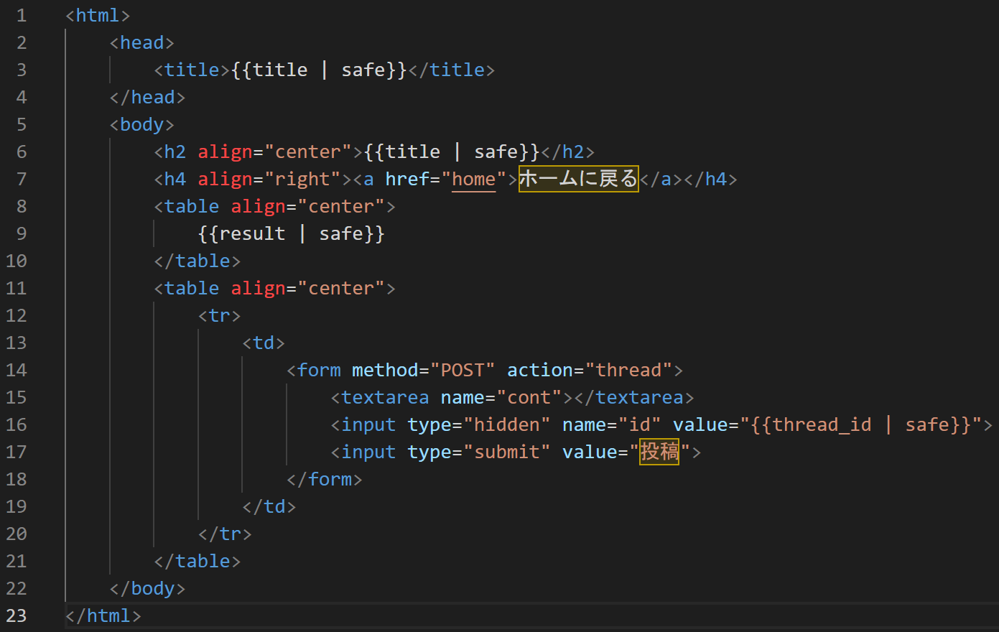 1 <html>
2     <head>
3         <title>{{title | safe}}</title>
4     </head>
5     <body>
6         <h2 align="center">{{title | safe}}</h2>
7         <h4 align="right"><a href="home">ホームに戻る</a></h4>
8         <table align="center">
9             {{result | safe}}
10         </table>
11         <table align="center">
12             <tr>
13                 <td>
14                     <form method="POST" action="thread">
15                         <textarea name="cont"></textarea>
16                         <input type="hidden" name="id" value="{{thread_id | safe}}">
17                         <input type="submit" value="投稿">
18                     </form>
19                 </td>
20             </tr>
21         </table>
22     </body>
23 </html>